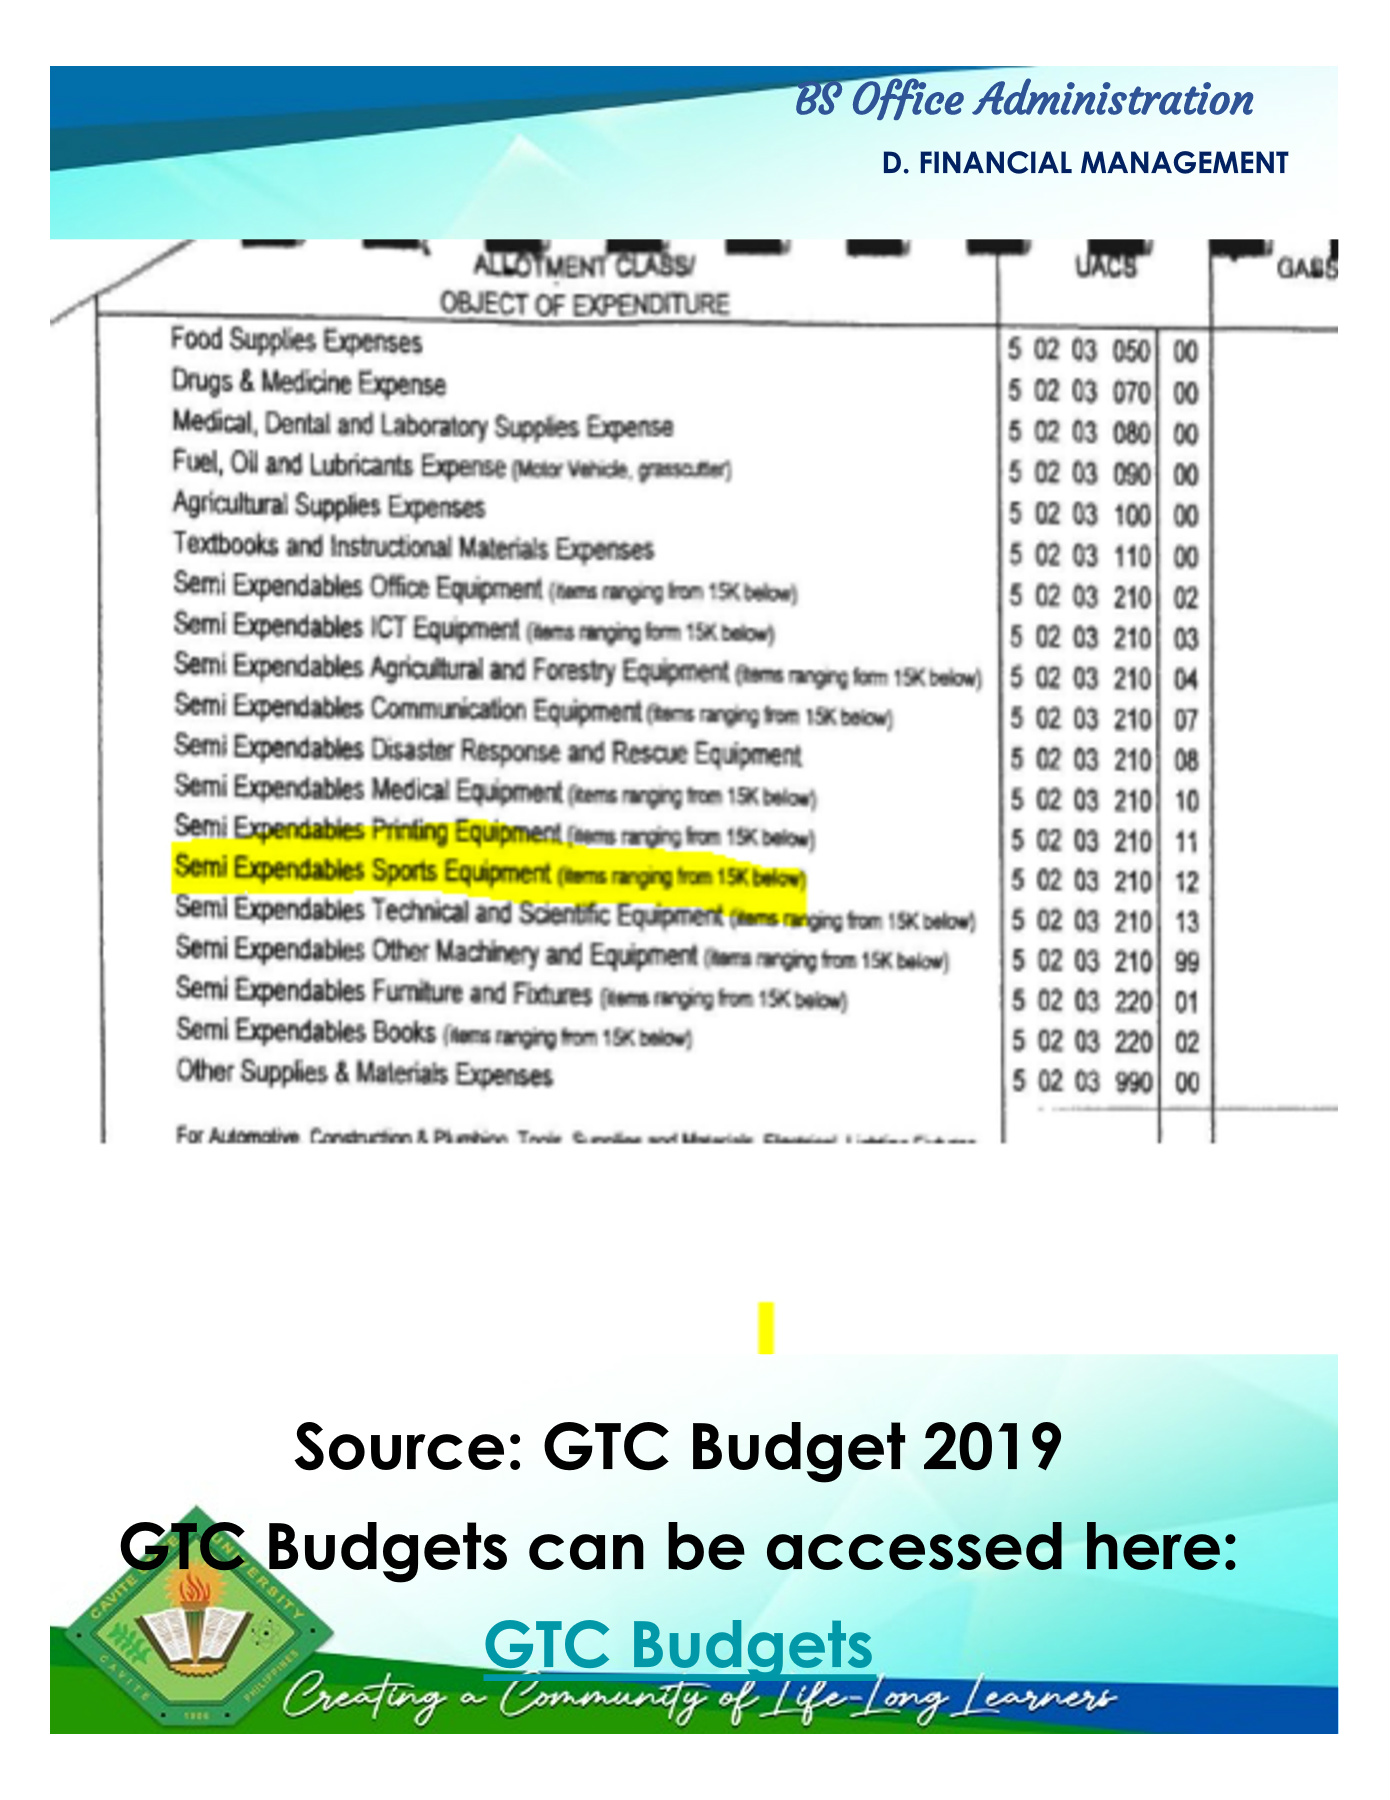 BS Office Administration
D. FINANCIAL MANAGEMENT
ALLOTMENT CLASS/ UACS GASS
OBJECT OF EXPENDITURE
Food Supplies Expenses 5 02 03 050 00
Drugs & Medicine Expense 5 02 03 070 00
Medical, Dental and Laboratory Supplies Expense 5 02 03 080 00
Fuel, Oil and Lubricants Expense (Motor Vehicle, grasscutter) 5 02 03 090 00
Agricultural Supplies Expenses 5 02 03 100 00
Textbooks and Instructional Materials Expenses 5 02 03 110 00
Semi Expendables Office Equipment (items ranging from 15K below) 5 02 03 210 02
Semi Expendables ICT Equipment (items ranging form 15K below) 5 02 03 210 03
Semi Expendables Agricultural and Forestry Equipment (items ranging form 15K below) 5 02 03 210 04
Semi Expendables Communication Equipment (items ranging from 15K below) 5 02 03 210 07
Semi Expendables Disaster Response and Rescue Equipment 5 02 03 210 08
Semi Expendables Medical Equipment (items ranging from 15K below) 5 02 03 210 10
Semi Expendables Printing Equipment (items ranging from 15K below) 5 02 03 210 11
Semi Expendables Sports Equipment (items ranging from 15K below) 5 02 03 210 12
Semi Expendables Technical and Scientific Equipment (items ranging from 15K below) 5 02 03 210 13
Semi Expendables Other Machinery and Equipment (items ranging from 15K below) 5 02 03 210 99
Semi Expendables Furniture and Fixtures (items ranging from 15K below) 5 02 03 220 01
Semi Expendables Books (items ranging from 15K below) 5 02 03 220 02
Other Supplies & Materials Expenses 5 02 03 990 00
For Automotive, Construction & Plumbing, Tools, Supplies and Materials, Electrical, Lighting Fixtures
Source: GTC Budget 2019
GTC Budgets can be accessed here:
GTC Budgets
CAVITE UNIVERSITY
CAVITE PHILIPPINES
1906
Creating a Community of Life-Long Learners